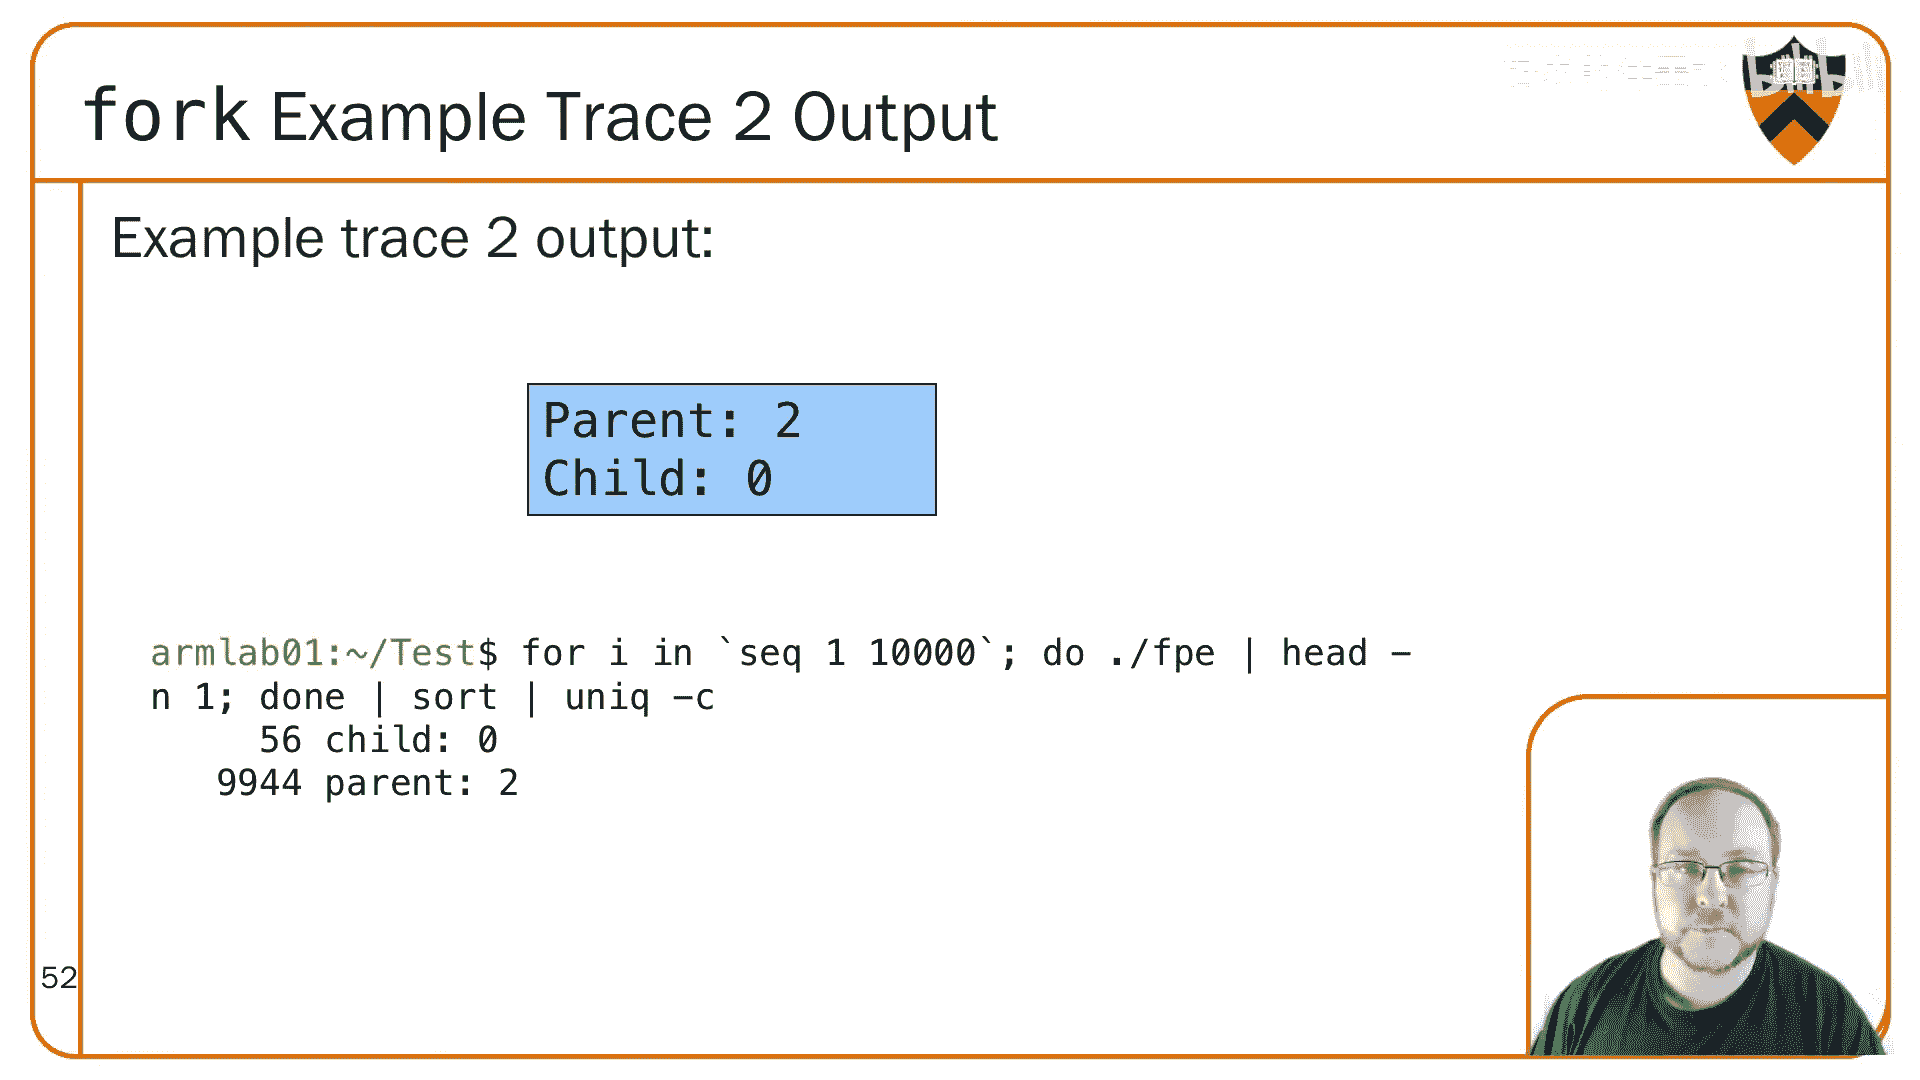 fork Example Trace 2 Output
Example trace 2 output:
Parent: 2
Child: 0
armlab01:~/Test$ for i in `seq 1 10000`; do ./fpe | head –
n 1; done | sort | uniq –c
56 child: 0
9944 parent: 2
52
bilibili